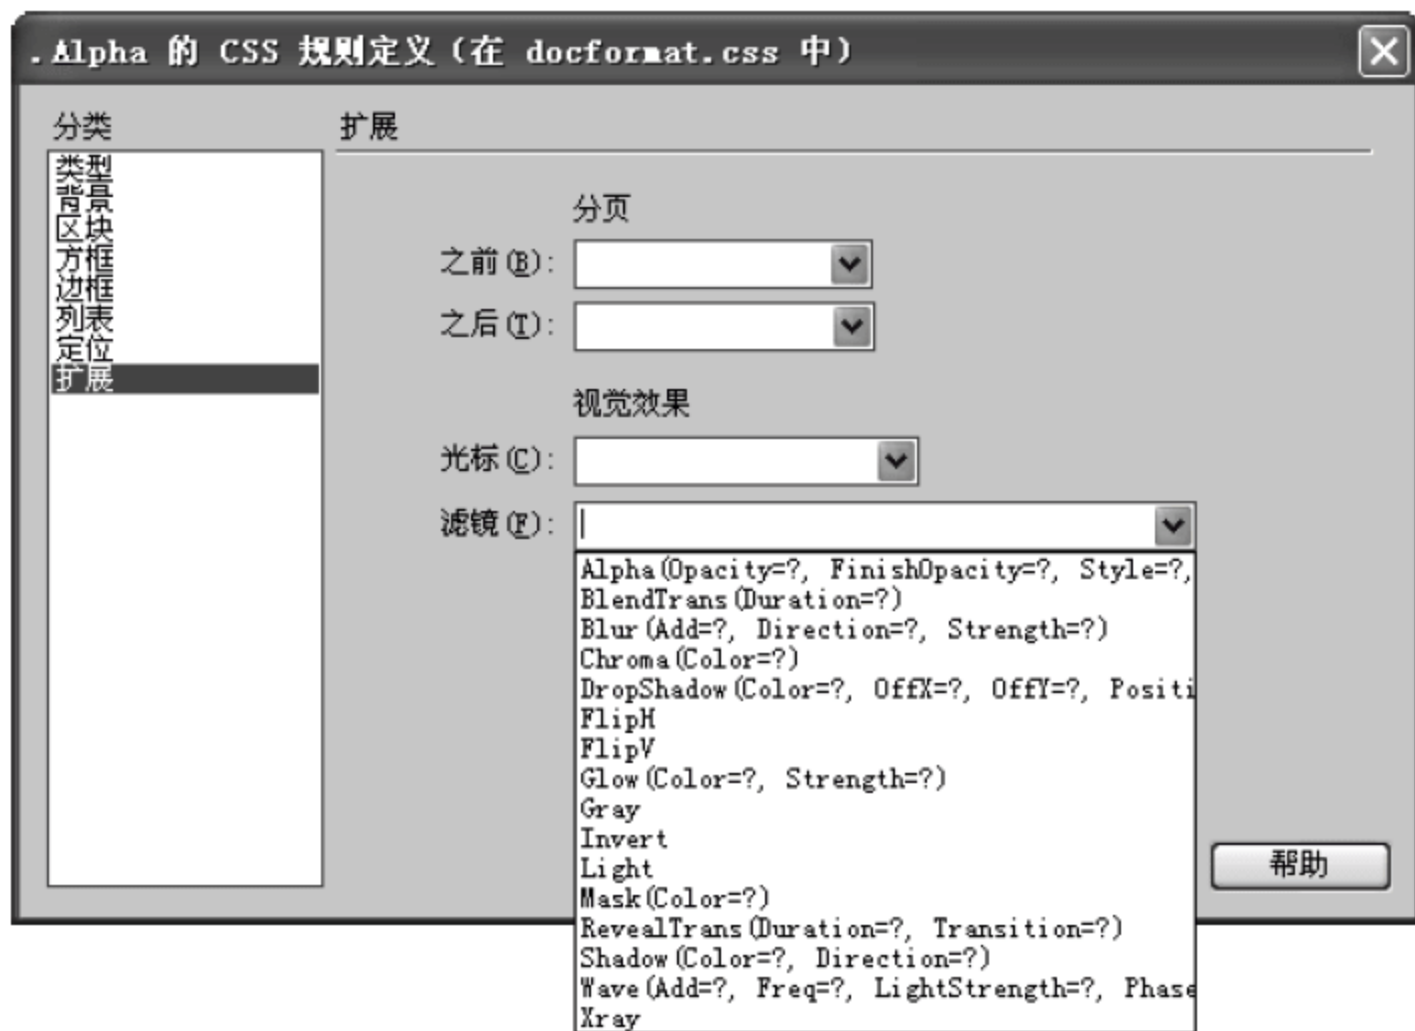 .Alpha 的 CSS 规则定义(在 docformat.css 中)
分类
类型
背景
区块
方框
边框
列表
定位
扩展
扩展
分页
之前(B):
之后(T):
视觉效果
光标(C):
滤镜(F):
Alpha(Opacity=?, FinishOpacity=?, Style=?,
BlendTrans(Duration=?)
Blur(Add=?, Direction=?, Strength=?)
Chroma(Color=?)
DropShadow(Color=?, OffX=?, OffY=?, Positi
FlipH
FlipV
Glow(Color=?, Strength=?)
Gray
Invert
Light
Mask(Color=?)
RevealTrans(Duration=?, Transition=?)
Shadow(Color=?, Direction=?)
Wave(Add=?, Freq=?, LightStrength=?, Phase
Xray
帮助